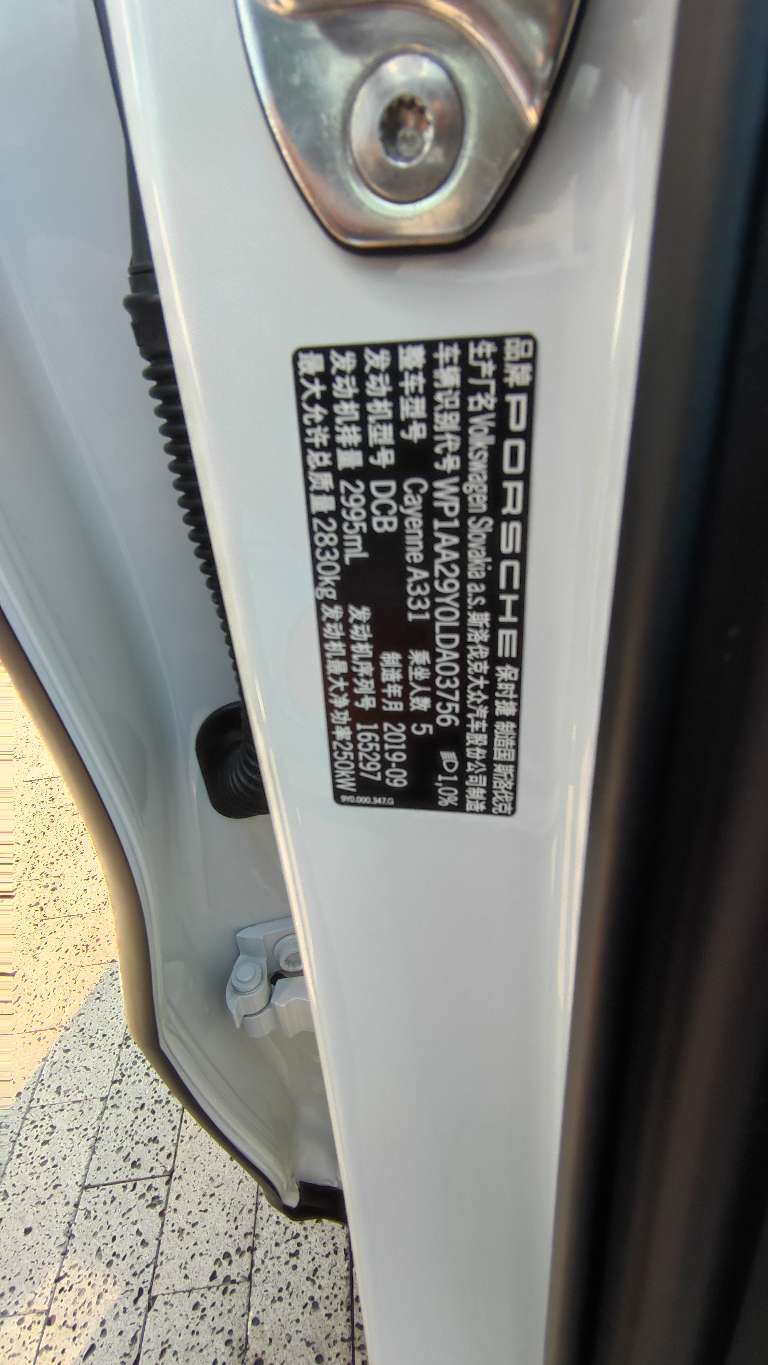 品牌 PORSCHE 保时捷 制造国 斯洛伐克
生产厂名 Volkswagen Slovakia a.s. 斯洛伐克大众汽车股份公司制造
车辆识别代号 WP1AA29Y0LDA03756 1,0%
整车型号 Cayenne A331 乘坐人数 5
发动机型号 DCB 制造年月 2019-09
发动机排量 2995mL 发动机序列号 165297
最大允许总质量 2830kg 发动机最大净功率 250kW
9Y0.000.347.G